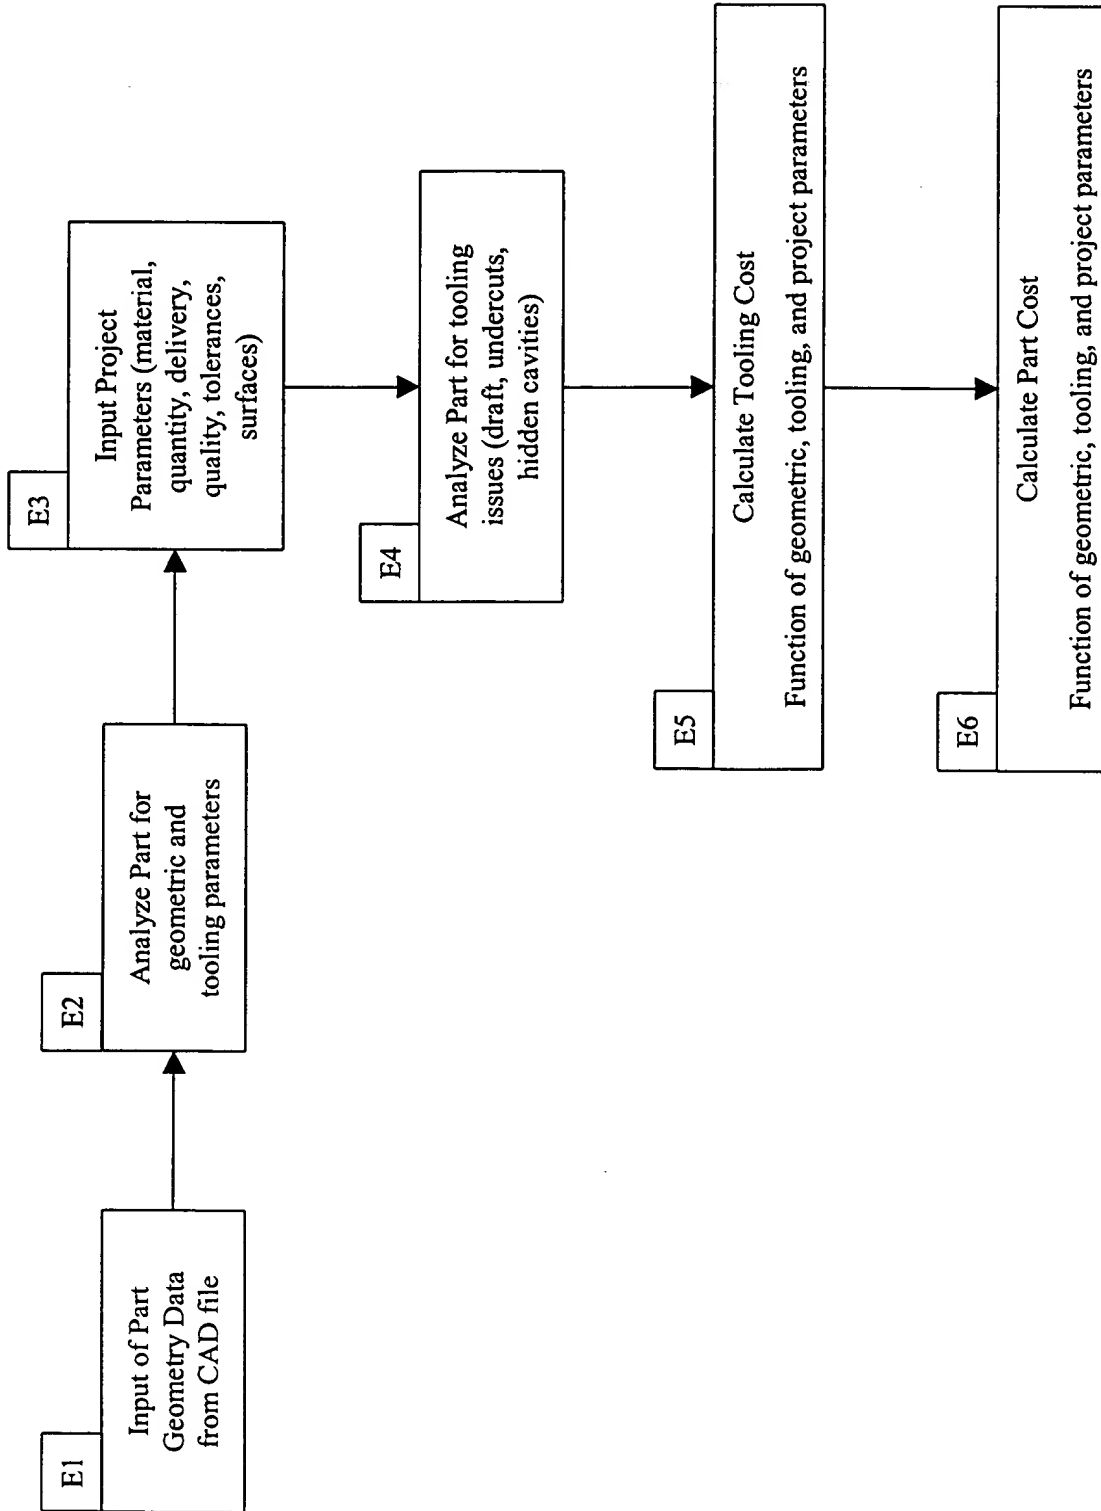 E1
Input of Part
Geometry Data
from CAD file
E2
Analyze Part for
geometric and
tooling parameters
E3
Input Project
Parameters (material,
quantity, delivery,
quality, tolerances,
surfaces)
E4
Analyze Part for tooling
issues (draft, undercuts,
hidden cavities)
E5
Calculate Tooling Cost
Function of geometric, tooling, and project parameters
E6
Calculate Part Cost
Function of geometric, tooling, and project parameters